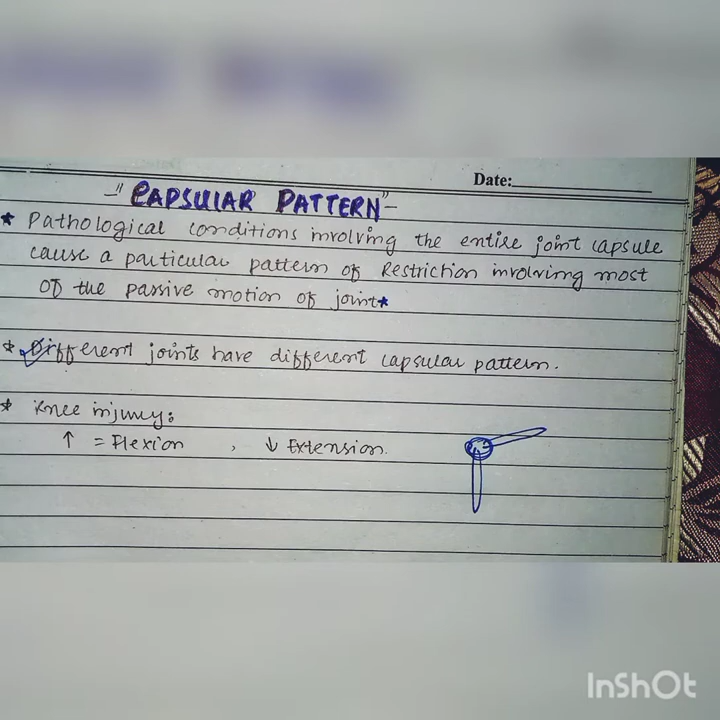 Date:
-"CAPSULAR PATTERN"-
* Pathological conditions involving the entire joint capsule
cause a particular pattern of Restriction involving most
of the passive motion of joint*
* Different joints have different capsular pattern.
* Knee injury:
↑ = Flexion , ↓ Extension.
InShOt